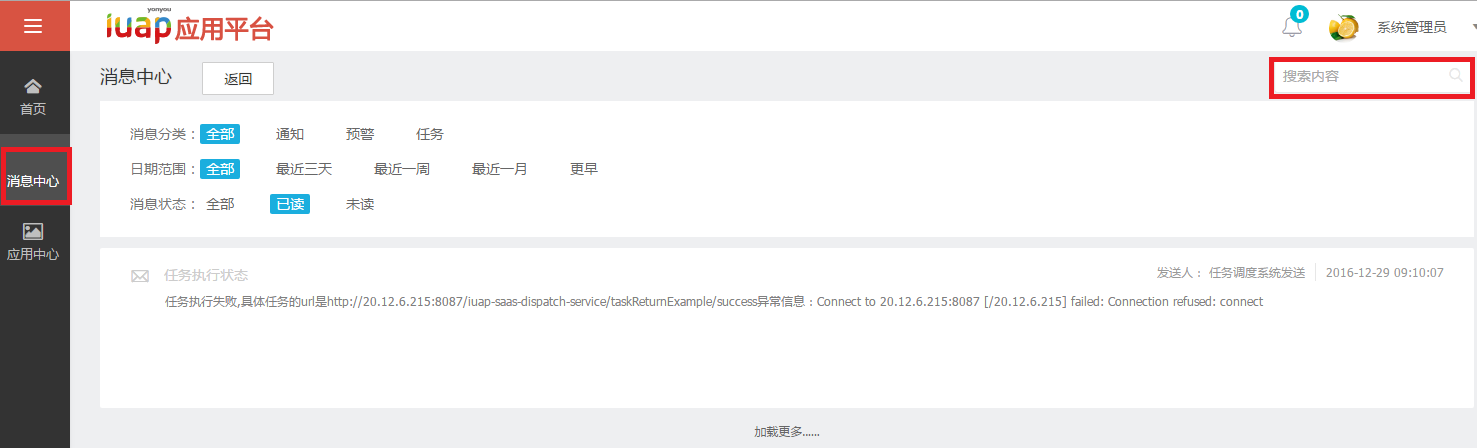 yonyou
iuap应用平台
0
系统管理员
消息中心
返回
搜索内容
首页
消息中心
应用中心
消息分类：全部 通知 预警 任务
日期范围：全部 最近三天 最近一周 最近一月 更早
消息状态： 全部 已读 未读
任务执行状态
发送人： 任务调度系统发送 2016-12-29 09:10:07
任务执行失败,具体任务的url是http://20.12.6.215:8087/iuap-saas-dispatch-service/taskReturnExample/success异常信息：Connect to 20.12.6.215:8087 [/20.12.6.215] failed: Connection refused: connect
加载更多......